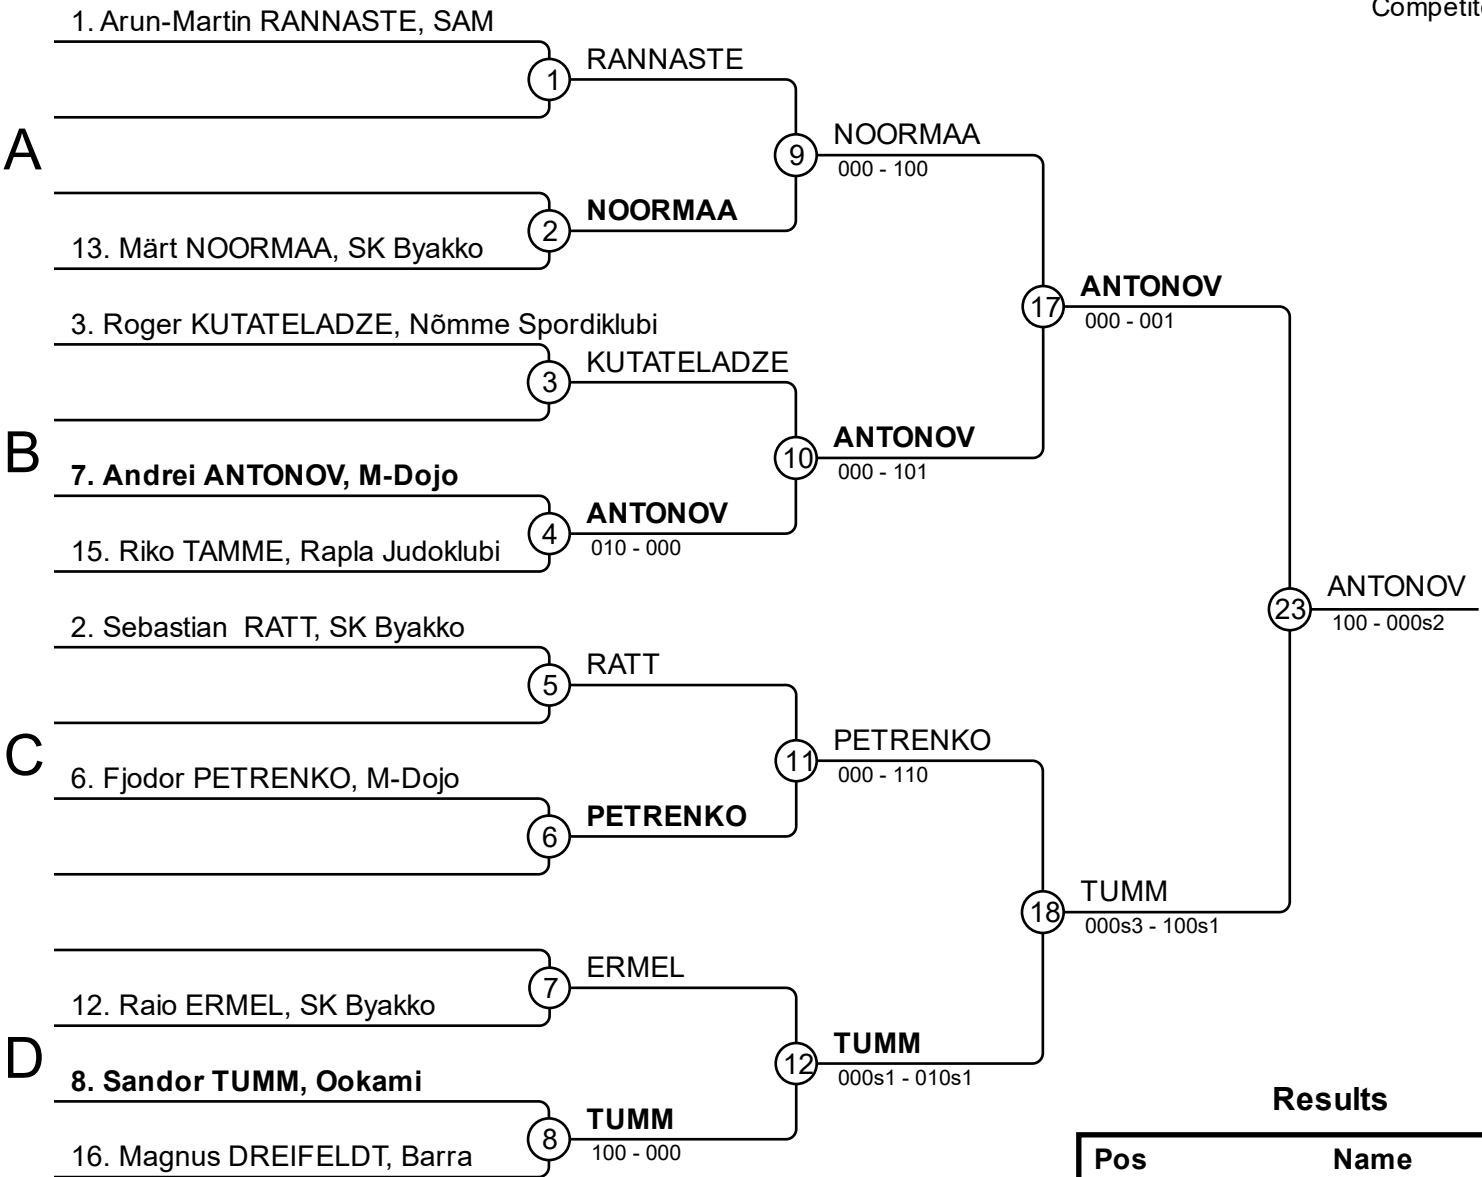 Competit
1. Arun-Martin RANNASTE, SAM
1
RANNASTE
A
9
NOORMAA
000 - 100
2
NOORMAA
13. Märt NOORMAA, SK Byakko
17
ANTONOV
000 - 001
3. Roger KUTATELADZE, Nõmme Spordiklubi
3
KUTATELADZE
B
10
ANTONOV
000 - 101
7. Andrei ANTONOV, M-Dojo
4
ANTONOV
010 - 000
15. Riko TAMME, Rapla Judoklubi
23
ANTONOV
100 - 000s2
2. Sebastian  RATT, SK Byakko
5
RATT
C
11
PETRENKO
000 - 110
6. Fjodor PETRENKO, M-Dojo
6
PETRENKO
18
TUMM
000s3 - 100s1
7
ERMEL
12. Raio ERMEL, SK Byakko
D
12
TUMM
000s1 - 010s1
8. Sandor TUMM, Ookami
8
TUMM
100 - 000
16. Magnus DREIFELDT, Barra
Results
Pos Name